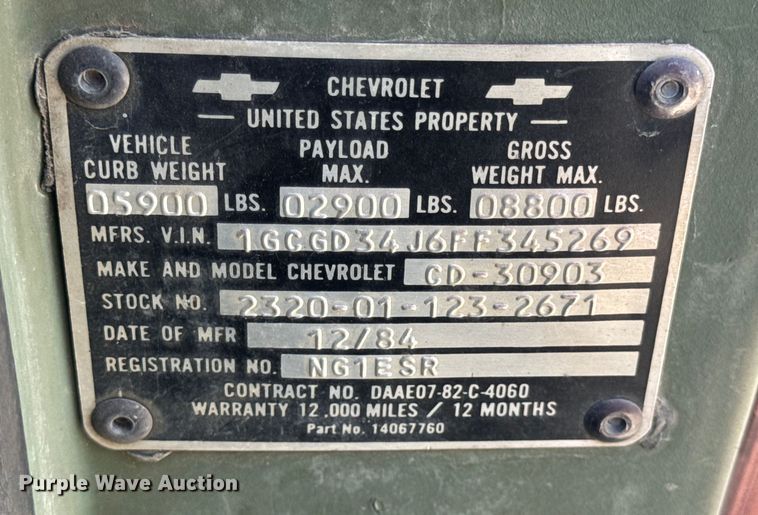 CHEVROLET
UNITED STATES PROPERTY
VEHICLE CURB WEIGHT
PAYLOAD MAX.
GROSS WEIGHT MAX.
05900 LBS. 02900 LBS. 08800 LBS.
MFRS. V.I.N. 1GCGD34J6FF345269
MAKE AND MODEL CHEVROLET CD-30903
STOCK NO. 2320-01-123-2671
DATE OF MFR 12/84
REGISTRATION NO. NG1ESR
CONTRACT NO. DAAE07-82-C-4060
WARRANTY 12,000 MILES / 12 MONTHS
Part No. 14067760
Purple Wave Auction